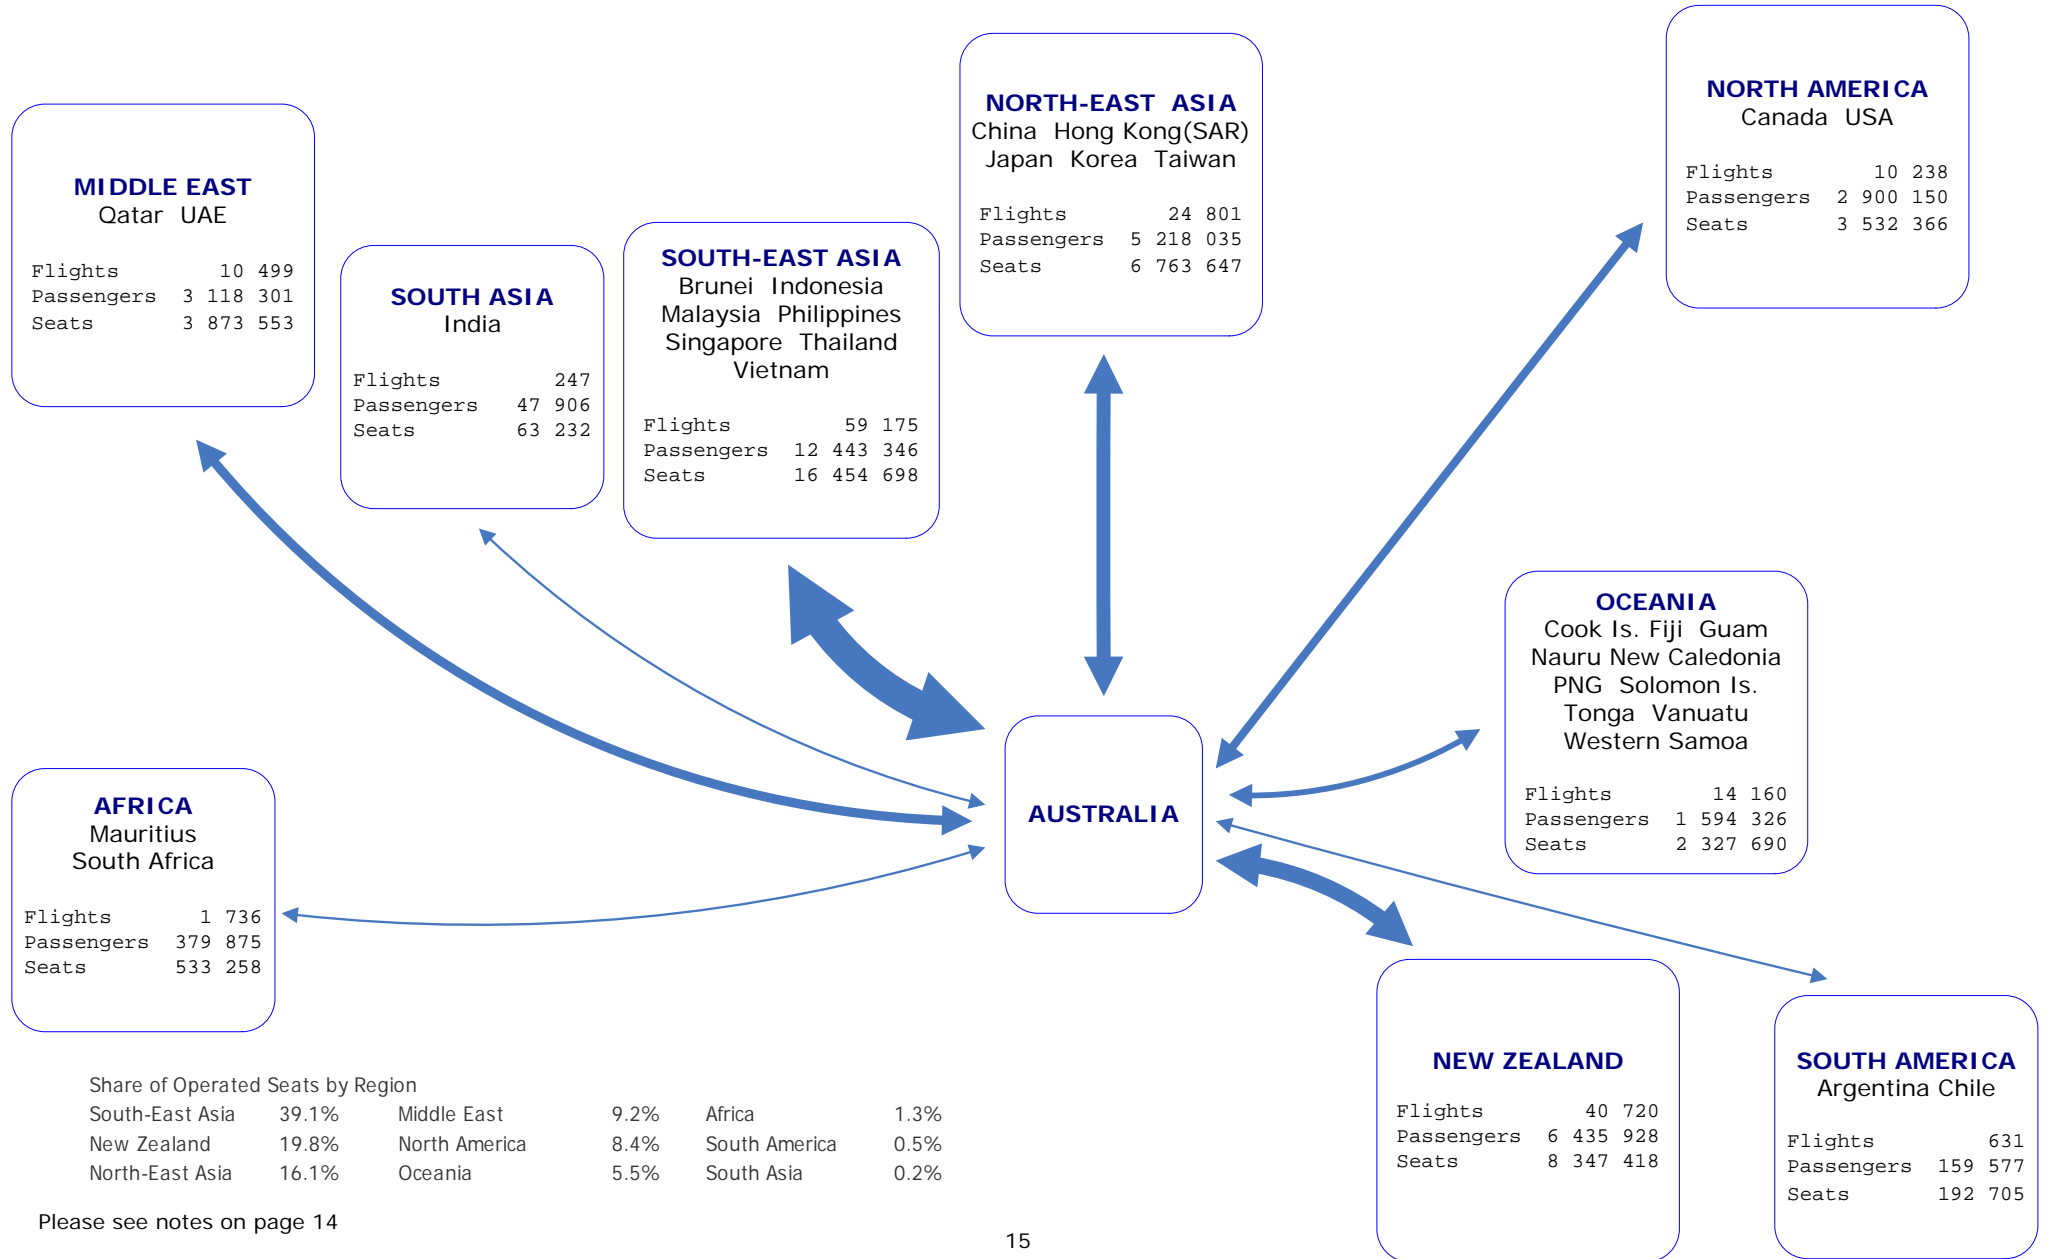 NORTH AMERICA
Canada  USA
Flights 10 238
Passengers 2 900 150
Seats 3 532 366
NORTH-EAST  ASIA
China  Hong Kong(SAR)
Japan  Korea  Taiwan
Flights 24 801
Passengers 5 218 035
Seats 6 763 647
MIDDLE EAST
Qatar  UAE
Flights 10 499
Passengers 3 118 301
Seats 3 873 553
SOUTH ASIA
India
Flights 247
Passengers 47 906
Seats 63 232
SOUTH-EAST ASIA
Brunei  Indonesia
Malaysia  Philippines
Singapore  Thailand
Vietnam
Flights 59 175
Passengers 12 443 346
Seats 16 454 698
OCEANIA
Cook Is. Fiji  Guam
Nauru New Caledonia
PNG  Solomon Is.
Tonga  Vanuatu
Western Samoa
Flights 14 160
Passengers 1 594 326
Seats 2 327 690
AUSTRALIA
AFRICA
Mauritius
South Africa
Flights 1 736
Passengers 379 875
Seats 533 258
NEW ZEALAND
Flights 40 720
Passengers 6 435 928
Seats 8 347 418
SOUTH AMERICA
Argentina Chile
Flights 631
Passengers 159 577
Seats 192 705
Share of Operated Seats by Region
South-East Asia 39.1% Middle East 9.2% Africa 1.3%
New Zealand 19.8% North America 8.4% South America 0.5%
North-East Asia 16.1% Oceania 5.5% South Asia 0.2%
Please see notes on page 14
15